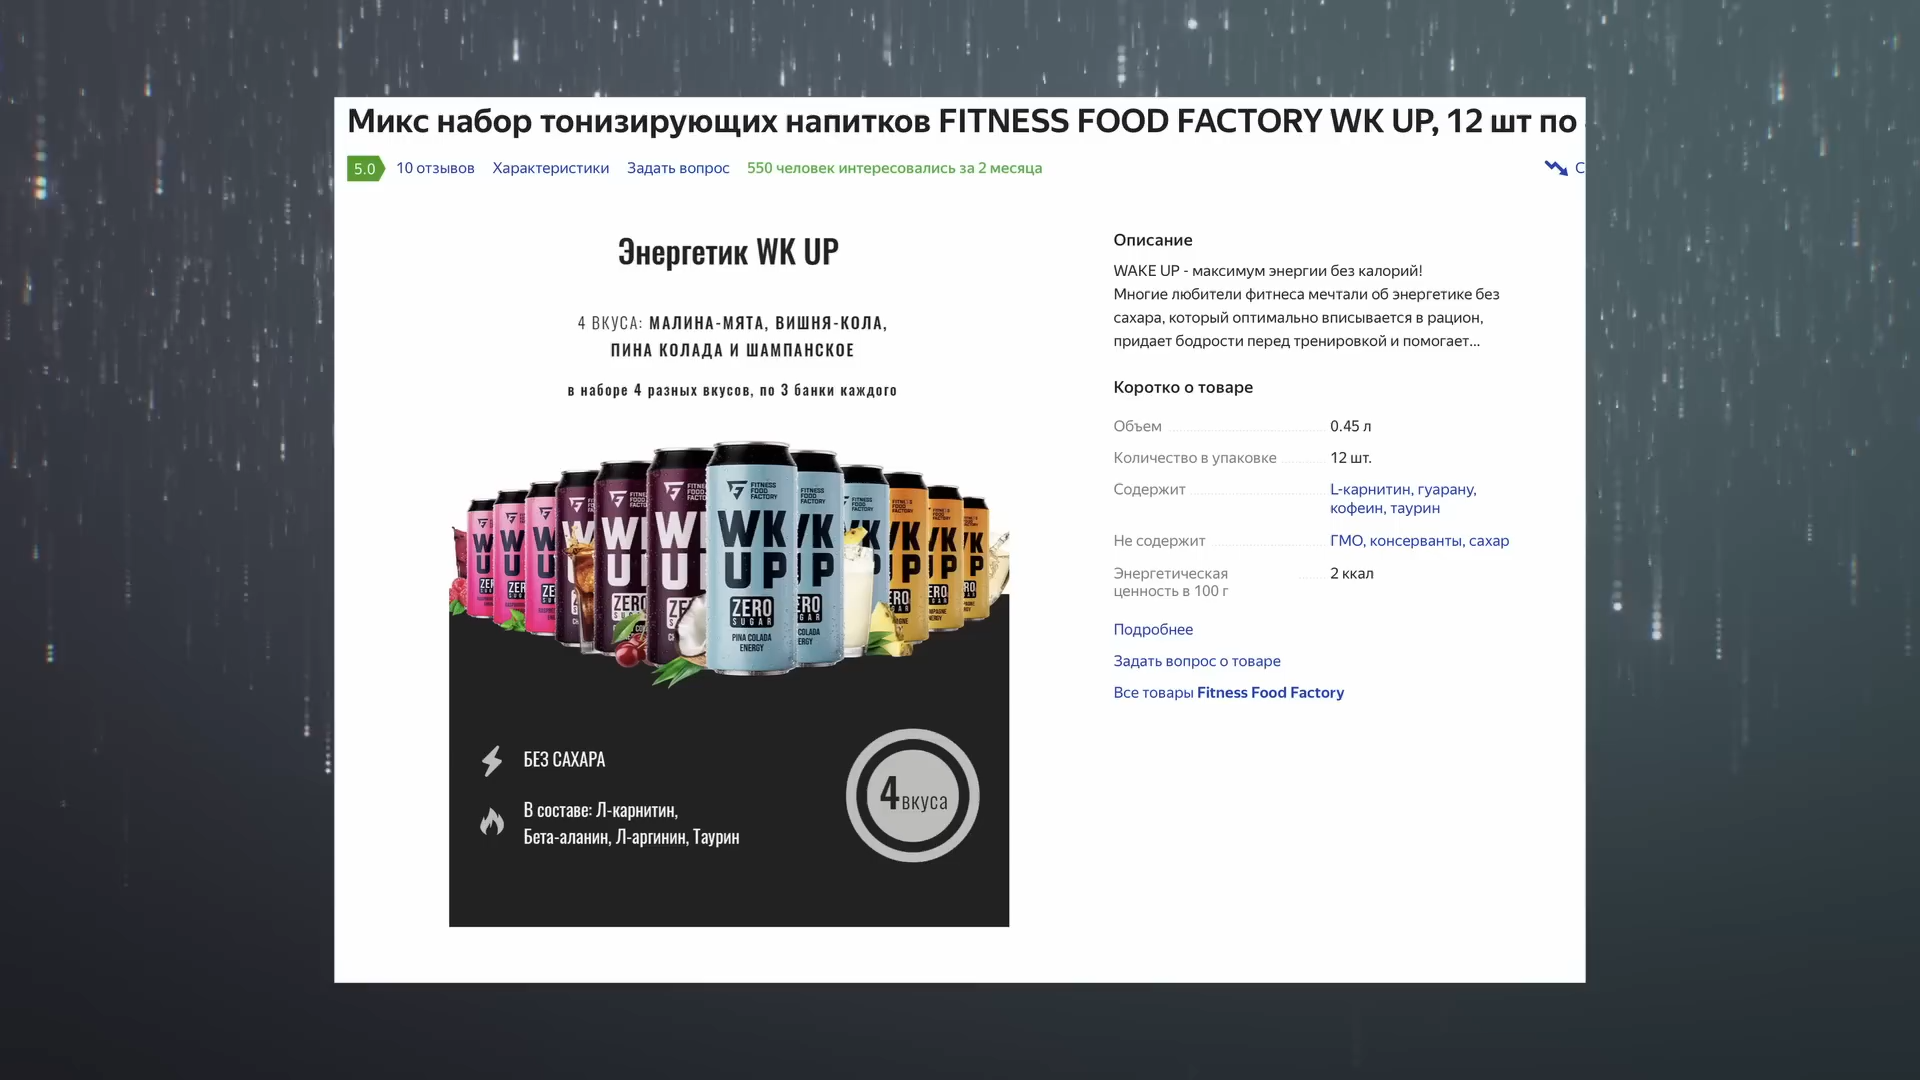 Микс набор тонизирующих напитков FITNESS FOOD FACTORY WK UP, 12 шт по
5.0 10 отзывов Характеристики Задать вопрос 550 человек интересовались за 2 месяца С
Энергетик WK UP
4 ВКУСА: МАЛИНА-МЯТА, ВИШНЯ-КОЛА,
ПИНА КОЛАДА И ШАМПАНСКОЕ
в наборе 4 разных вкусов, по 3 банки каждого
FITNESS
FOOD
FACTORY
WK
UP
ZERO
SUGAR
PINA COLADA
ENERGY
БЕЗ САХАРА
В составе: Л-карнитин,
Бета-аланин, Л-аргинин, Таурин
4вкуса
Описание
WAKE UP - максимум энергии без калорий!
Многие любители фитнеса мечтали об энергетике без
сахара, который оптимально вписывается в рацион,
придает бодрости перед тренировкой и помогает...
Коротко о товаре
Объем 0.45 л
Количество в упаковке 12 шт.
Содержит L-карнитин, гуарану,
кофеин, таурин
Не содержит ГМО, консерванты, сахар
Энергетическая 2 ккал
ценность в 100 г
Подробнее
Задать вопрос о товаре
Все товары Fitness Food Factory